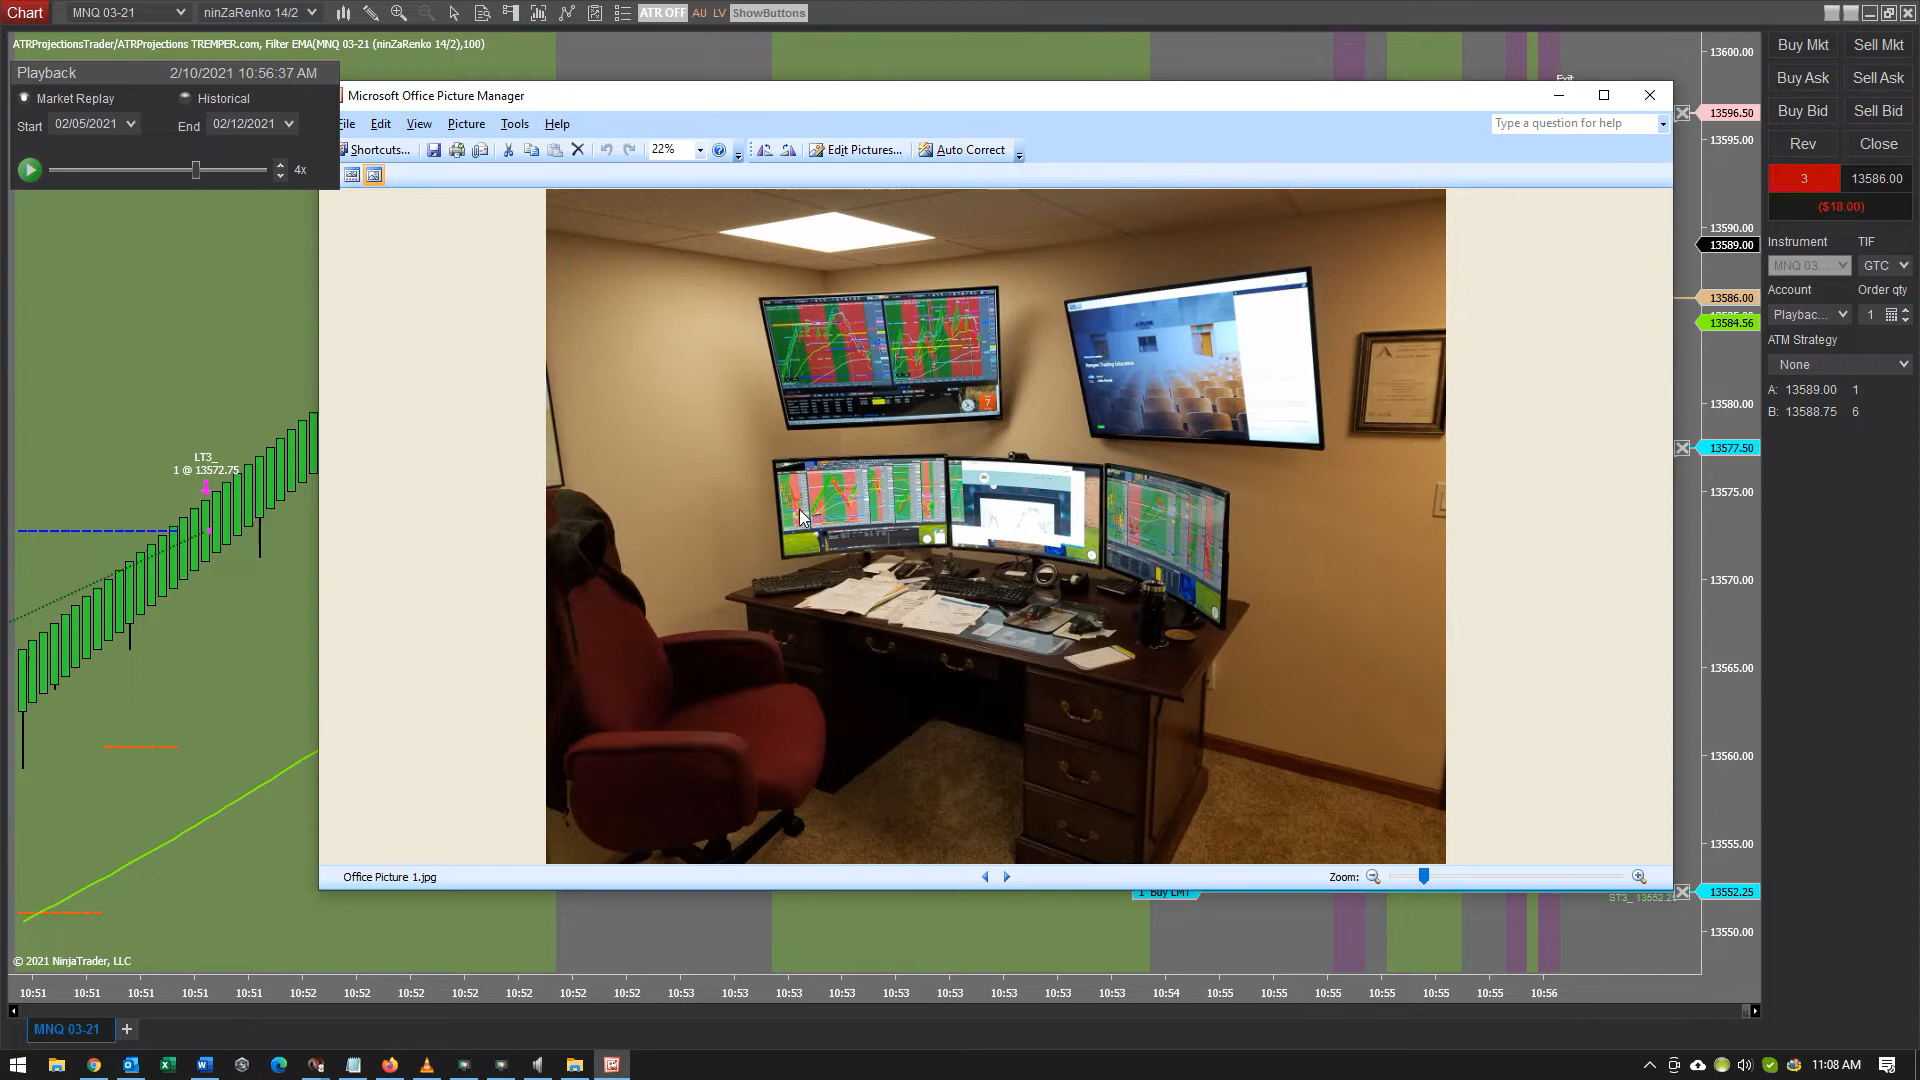 Chart MNQ 03-21 ninZaRenko 14/2 ATR OFF AU LV ShowButtons
ATRProjectionsTrader/ATRProjections TREMPER.com, Filter EMA(MNQ 03-21 (ninZaRenko 14/2),100)
Playback 2/10/2021 10:56:37 AM
Market Replay Historical
Start 02/05/2021 End 02/12/2021
4x
Microsoft Office Picture Manager
File Edit View Picture Tools Help Type a question for help
Shortcuts... 22% Edit Pictures... Auto Correct
Office Picture 1.jpg Zoom:
LT3_
1 @ 13572.75
Exit
1 Buy LMT
© 2021 NinjaTrader, LLC
13600.00
13596.50
13595.00
13590.00
13589.00
13586.00
13584.56
13580.00
13577.50
13575.00
13570.00
13565.00
13560.00
13555.00
13552.25
13550.00
Buy Mkt Sell Mkt
Buy Ask Sell Ask
Buy Bid Sell Bid
Rev Close
3 13586.00
($18.00)
Instrument TIF
MNQ 03... GTC
Account Order qty
Playbac... 1
ATM Strategy
None
A: 13589.00 1
B: 13588.75 6
10:51 10:51 10:51 10:51 10:51 10:52 10:52 10:52 10:52 10:52 10:52 10:52 10:53 10:53 10:53 10:53 10:53 10:53 10:53 10:53 10:53 10:54 10:55 10:55 10:55 10:55 10:55 10:55 10:56
MNQ 03-21 +
11:08 AM